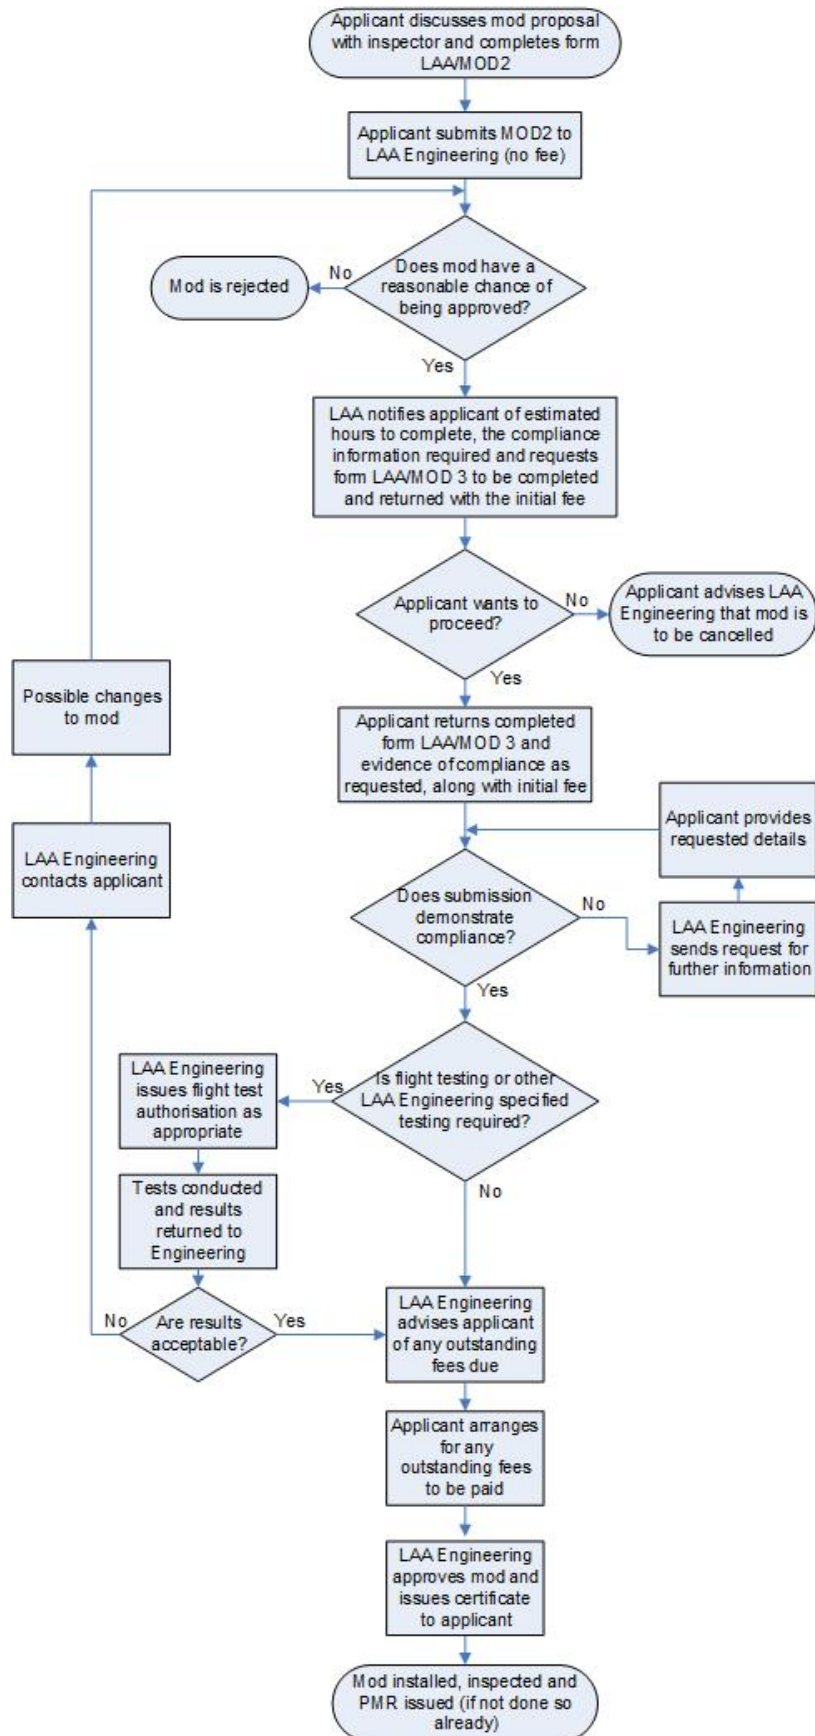 Applicant discusses mod proposal
with inspector and completes form
LAA/MOD2
Applicant submits MOD2 to
LAA Engineering (no fee)
Does mod have a
reasonable chance of
being approved?
No
Mod is rejected
Yes
LAA notifies applicant of estimated
hours to complete, the compliance
information required and requests
form LAA/MOD 3 to be completed
and returned with the initial fee
Applicant wants to
proceed?
No
Applicant advises LAA
Engineering that mod is
to be cancelled
Yes
Possible changes
to mod
Applicant returns completed
form LAA/MOD 3 and
evidence of compliance as
requested, along with initial fee
Applicant provides
requested details
LAA Engineering
contacts applicant
Does submission
demonstrate
compliance?
No
LAA Engineering
sends request for
further information
Yes
Is flight testing or other
LAA Engineering specified
testing required?
Yes
LAA Engineering
issues flight test
authorisation as
appropriate
Tests conducted
and results
returned to
Engineering
No
Are results
acceptable?
No
Yes
LAA Engineering
advises applicant
of any outstanding
fees due
Applicant arranges
for any
outstanding fees
to be paid
LAA Engineering
approves mod and
issues certificate
to applicant
Mod installed, inspected and
PMR issued (if not done so
already)